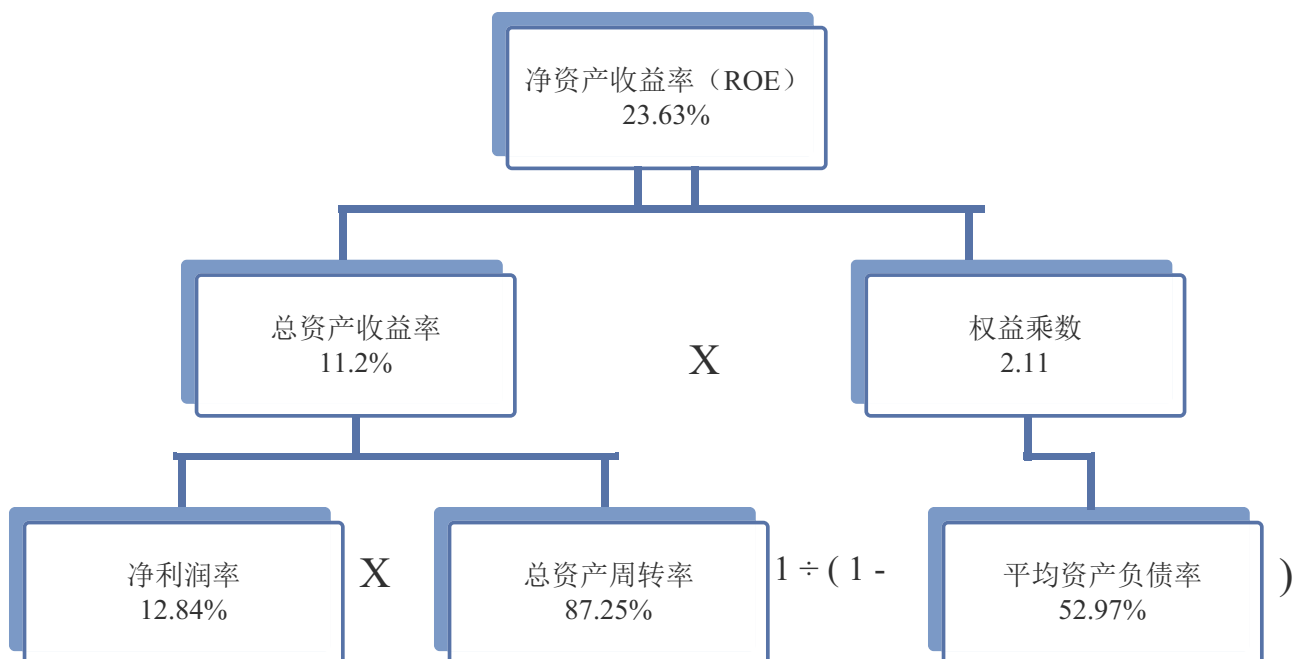 净资产收益率（ROE）
23.63%
总资产收益率
11.2%
X
权益乘数
2.11
净利润率
12.84%
X
总资产周转率
87.25%
1 ÷ ( 1 -
平均资产负债率
52.97%
)